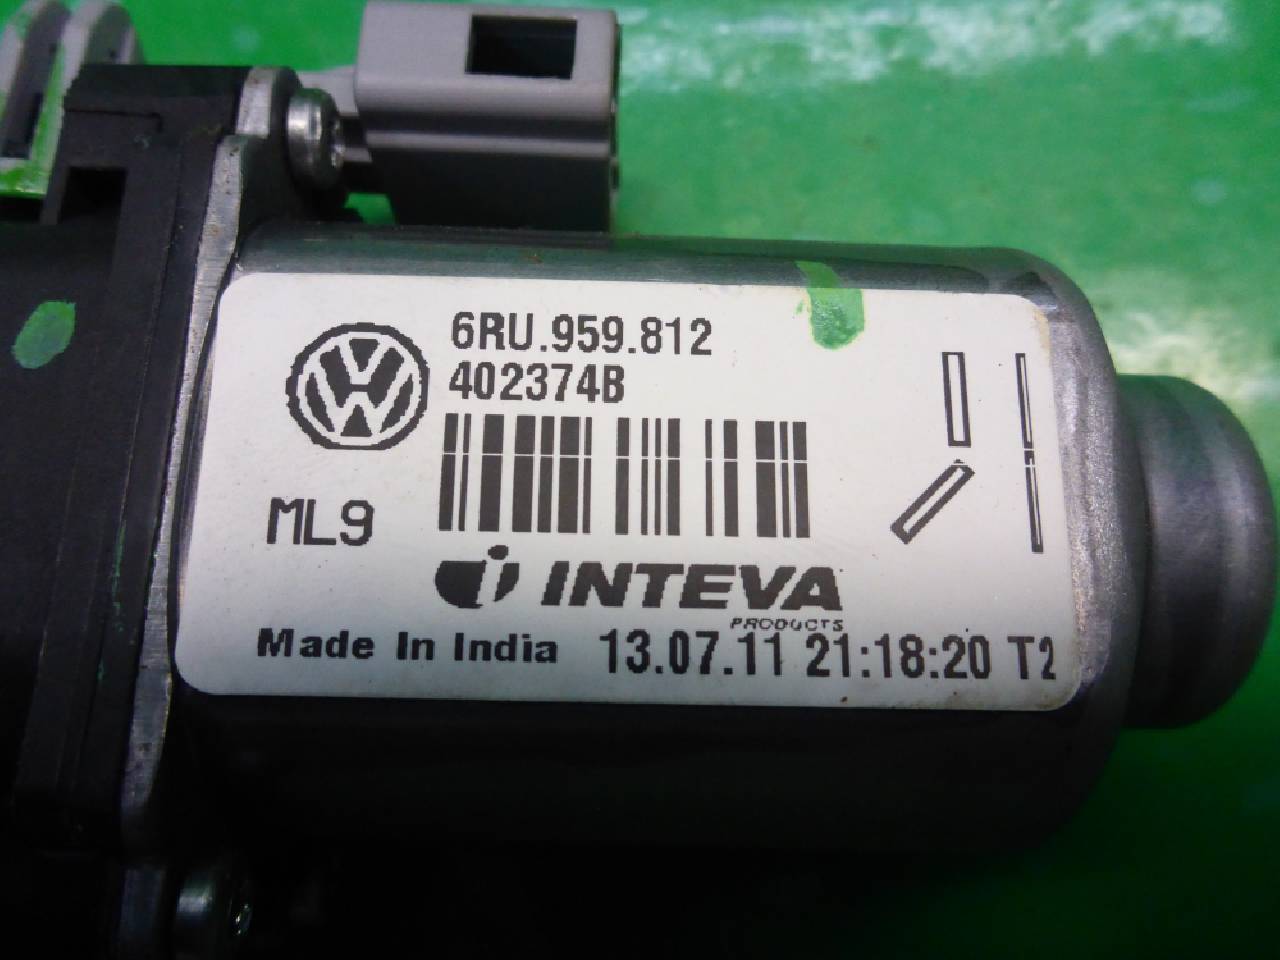 6RU.959.812
402374B
ML9
INTEVA
PRODUCTS
Made In India 13.07.11 21:18:20 T2